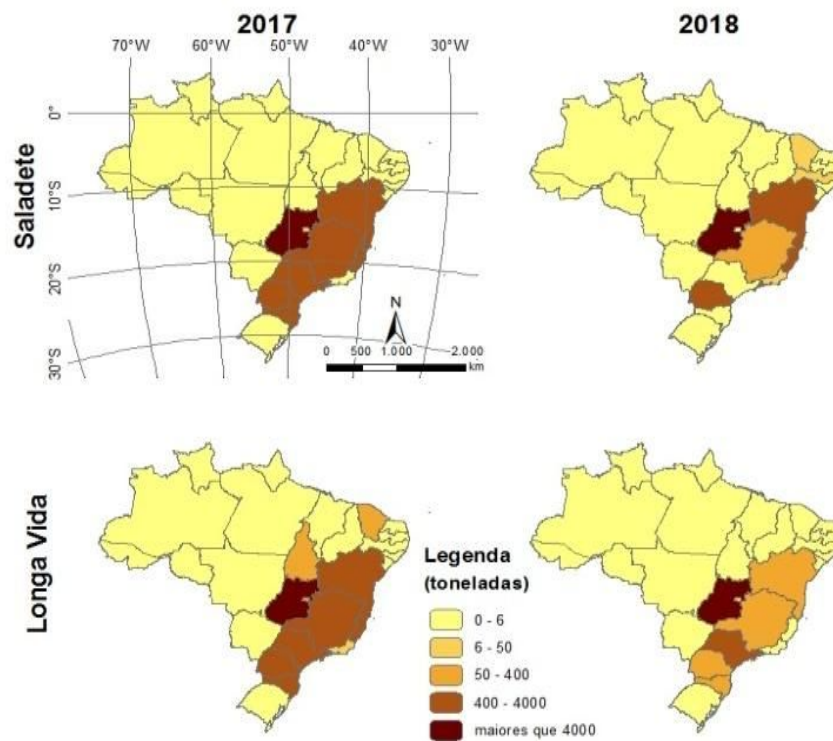 2017
2018
70°W 60°W 50°W 40°W 30°W
0°
10°S
20°S
30°S
Saladete
N
0 500 1.000 2.000
km
Longa Vida
Legenda
(toneladas)
0 - 6
6 - 50
50 - 400
400 - 4000
maiores que 4000